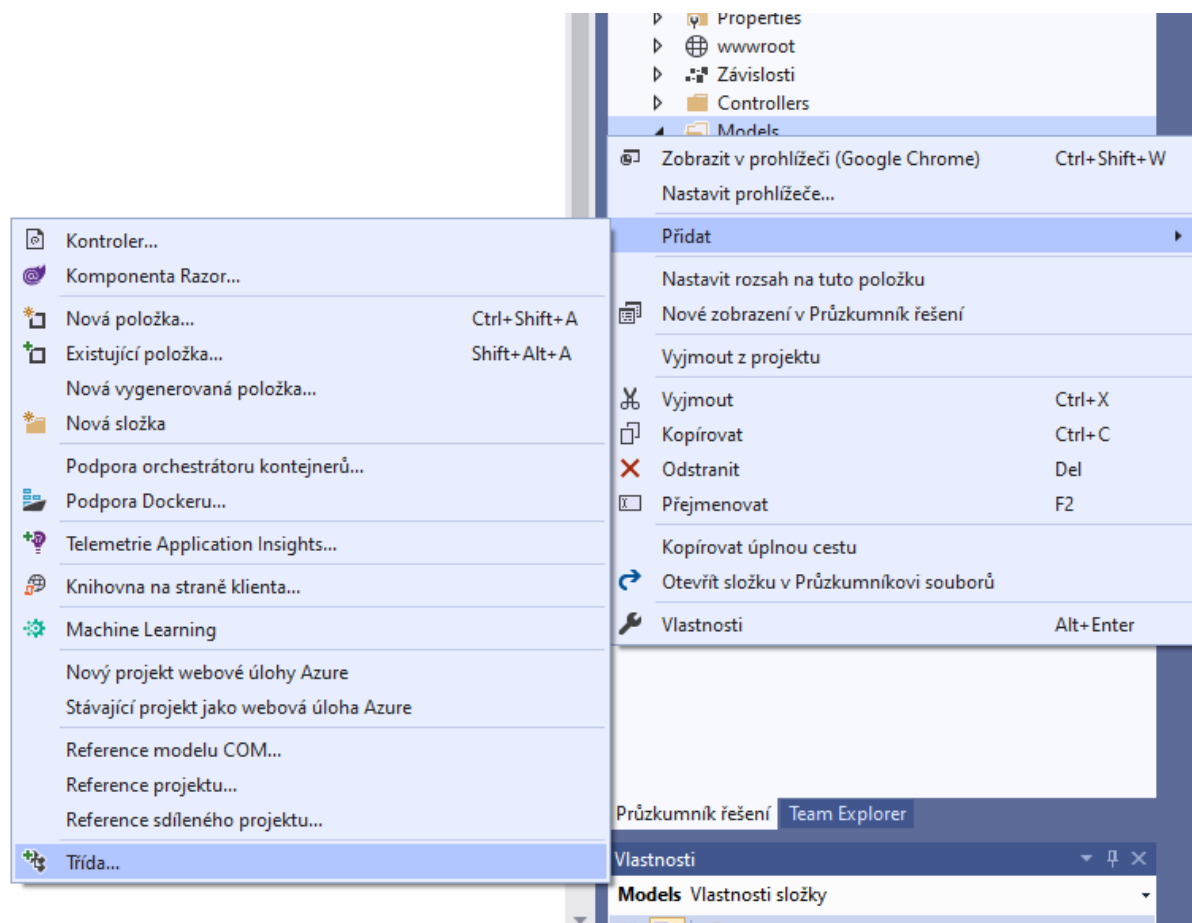 Properties
wwwroot
Závislosti
Controllers
Models
Zobrazit v prohlížeči (Google Chrome) Ctrl+Shift+W
Nastavit prohlížeče...
Přidat
Nastavit rozsah na tuto položku
Nové zobrazení v Průzkumník řešení
Vyjmout z projektu
Vyjmout Ctrl+X
Kopírovat Ctrl+C
Odstranit Del
Přejmenovat F2
Kopírovat úplnou cestu
Otevřít složku v Průzkumníkovi souborů
Vlastnosti Alt+Enter
Kontroler...
Komponenta Razor...
Nová položka... Ctrl+Shift+A
Existující položka... Shift+Alt+A
Nová vygenerovaná položka...
Nová složka
Podpora orchestrátoru kontejnerů...
Podpora Dockeru...
Telemetrie Application Insights...
Knihovna na straně klienta...
Machine Learning
Nový projekt webové úlohy Azure
Stávající projekt jako webová úloha Azure
Reference modelu COM...
Reference projektu...
Reference sdíleného projektu...
Třída...
Průzkumník řešení Team Explorer
Vlastnosti
Models Vlastnosti složky